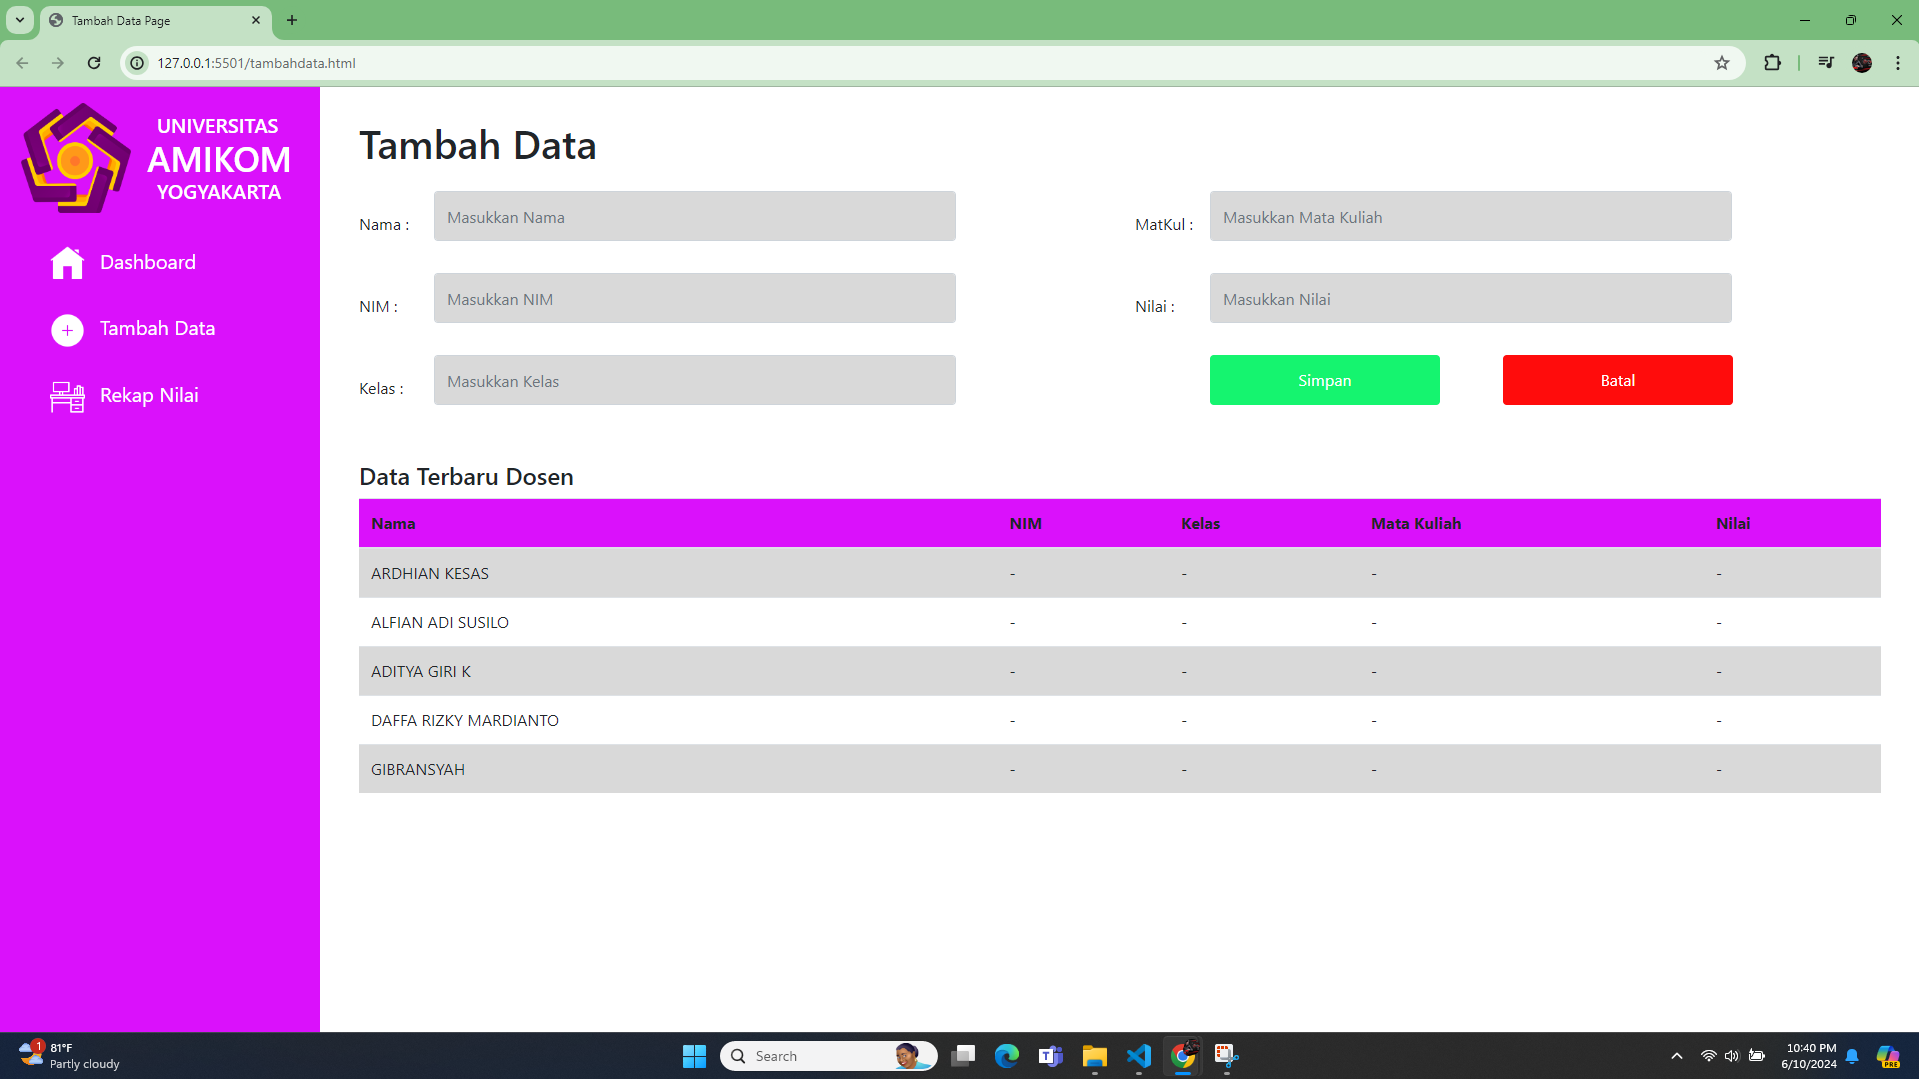 Tambah Data Page
127.0.0.1:5501/tambahdata.html
UNIVERSITAS
AMIKOM
YOGYAKARTA
Dashboard
Tambah Data
Rekap Nilai
Tambah Data
Nama : Masukkan Nama
MatKul : Masukkan Mata Kuliah
NIM : Masukkan NIM
Nilai : Masukkan Nilai
Kelas : Masukkan Kelas
Simpan Batal
Data Terbaru Dosen
Nama NIM Kelas Mata Kuliah Nilai
ARDHIAN KESAS - - - -
ALFIAN ADI SUSILO - - - -
ADITYA GIRI K - - - -
DAFFA RIZKY MARDIANTO - - - -
GIBRANSYAH - - - -
1
81°F
Partly cloudy
Search
T
10:40 PM
6/10/2024
PRE